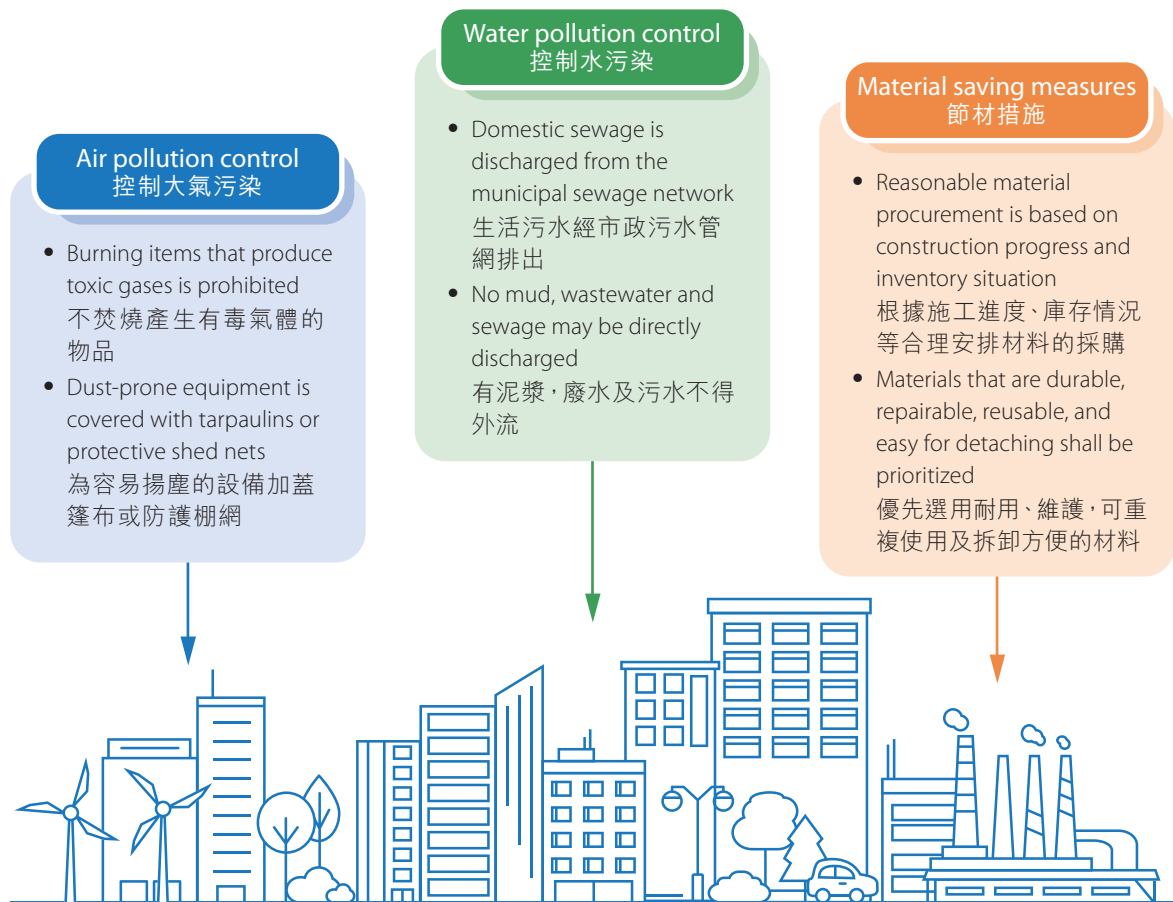 Air pollution control
控制大氣污染
• Burning items that produce
toxic gases is prohibited
不焚燒產生有毒氣體的
物品
• Dust-prone equipment is
covered with tarpaulins or
protective shed nets
為容易揚塵的設備加蓋
篷布或防護棚網
Water pollution control
控制水污染
• Domestic sewage is
discharged from the
municipal sewage network
生活污水經市政污水管
網排出
• No mud, wastewater and
sewage may be directly
discharged
有泥漿，廢水及污水不得
外流
Material saving measures
節材措施
• Reasonable material
procurement is based on
construction progress and
inventory situation
根據施工進度、庫存情況
等合理安排材料的採購
• Materials that are durable,
repairable, reusable, and
easy for detaching shall be
prioritized
優先選用耐用、維護，可重
複使用及拆卸方便的材料